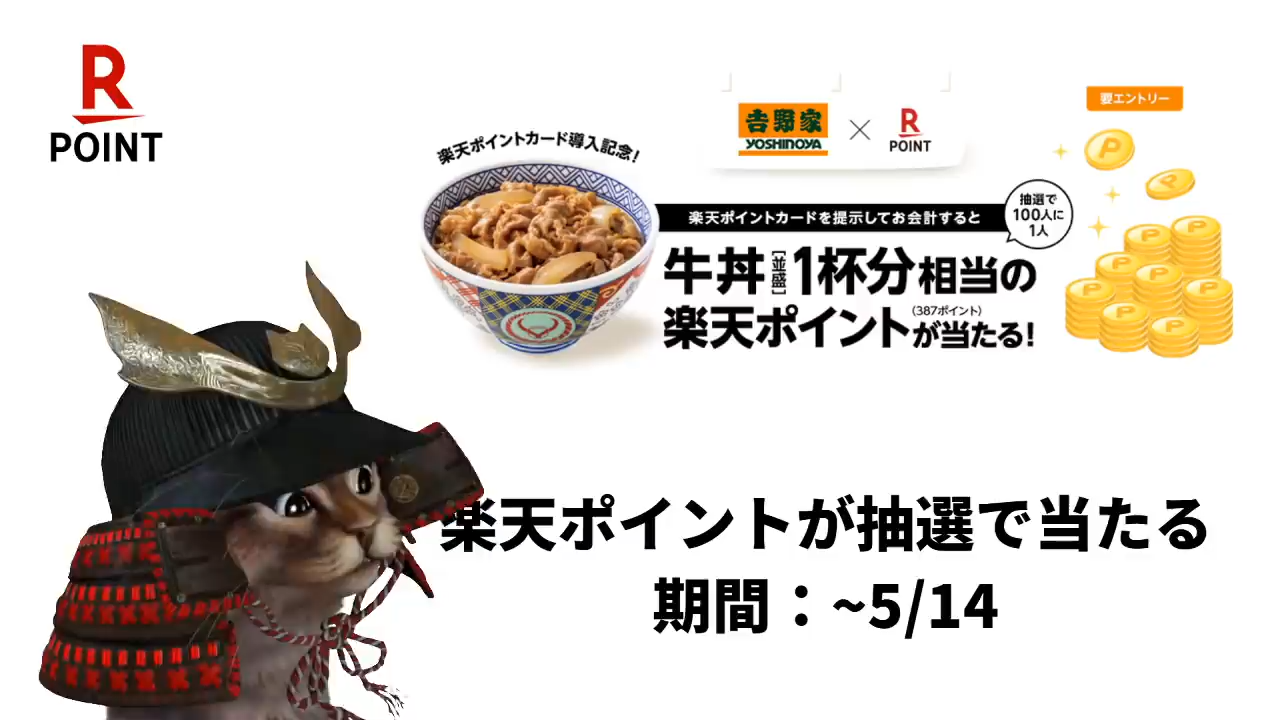 R
POINT
楽天ポイントカード導入記念!
吉野家
YOSHINOYA
×
R
POINT
要エントリー
楽天ポイントカードを提示してお会計すると
抽選で
100人に
1人
牛丼[並盛]1杯分相当の
楽天ポイント(387ポイント)が当たる!
楽天ポイントが抽選で当たる
期間：~5/14